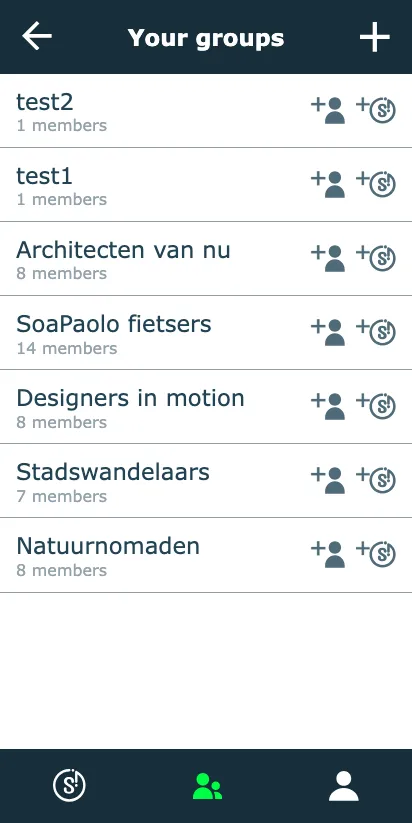 Your groups
test2
1 members
test1
1 members
Architecten van nu
8 members
SoaPaolo fietsers
14 members
Designers in motion
8 members
Stadswandelaars
7 members
Natuurnomaden
8 members